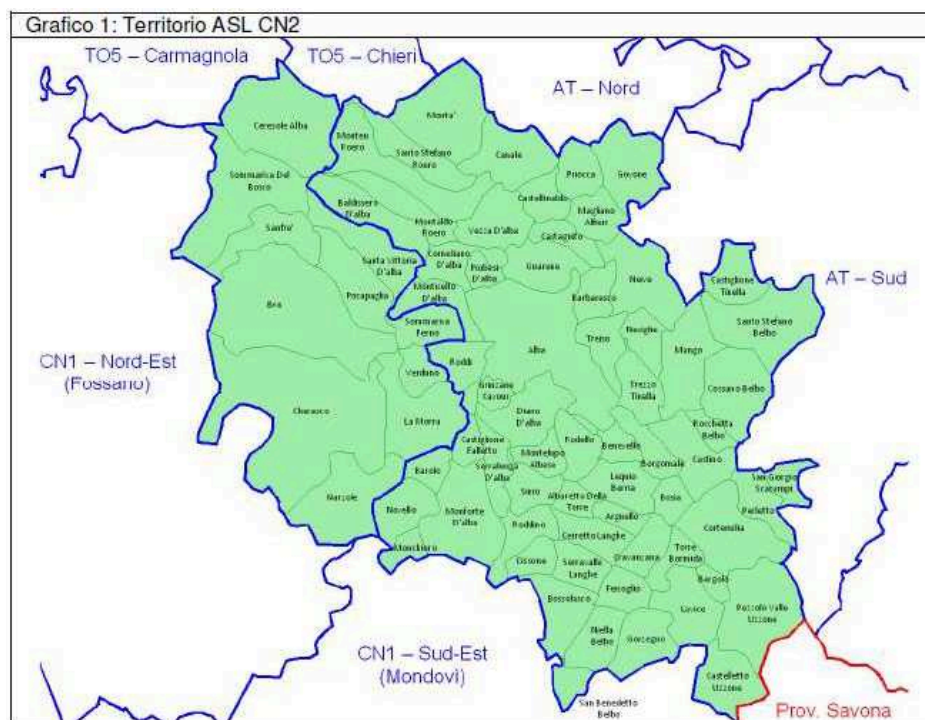 Grafico 1: Territorio ASL CN2
TO5 – Carmagnola
TO5 – Chieri
AT – Nord
Ceresole Alba
Monta'
Monteu
Roero
Santo Stefano
Roero
Canale
Priocca
Govone
Sommariva Del
Bosco
Baldissero
D'alba
Castellinaldo
Magliano
Alfieri
Sanfre'
Montaldo
Roero
Vezza D'alba
Castagnito
Santa Vittoria
D'alba
Corneliano
D'alba
Piobesi
D'alba
Guarene
Neive
Castiglione
Tinella
AT – Sud
Bra
Pocapaglia
Monticello
D'alba
Barbaresco
Santo Stefano
Belbo
Sommariva
Perno
Treiso
Neviglie
Mango
CN1 – Nord-Est
(Fossano)
Verduno
Roddi
Alba
Grinzane
Cavour
Trezzo
Tinella
Cossano Belbo
Cherasco
La Morra
Diano
D'alba
Rocchetta
Belbo
Castiglione
Falletto
Rodello
Benevello
Barolo
Serralunga
D'alba
Montelupo
Albese
Borgomale
Castino
Narzole
Novello
Monforte
D'alba
Sinio
Lequio
Berria
Albaretto Della
Torre
Bosia
San Giorgio
Scarampi
Perletto
Roddino
Arguello
Cortemilia
Monchiero
Cerretto Langhe
Cissone
Serravalle
Langhe
Torre
Bormida
Bergolo
Bossolasco
Feisoglio
Levice
Pezzolo Valle
Uzzone
Niella
Belbo
Gorzegno
CN1 – Sud-Est
(Mondovì)
Castelletto
Uzzone
San Benedetto
Belbo
Prov. Savona